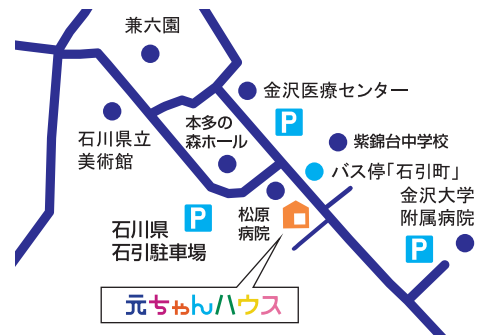 兼六園
金沢医療センター
P
本多の
森ホール
石川県立
美術館
紫錦台中学校
バス停「石引町」
金沢大学
附属病院
P
松原
病院
P
石川県
石引駐車場
元ちゃんハウス